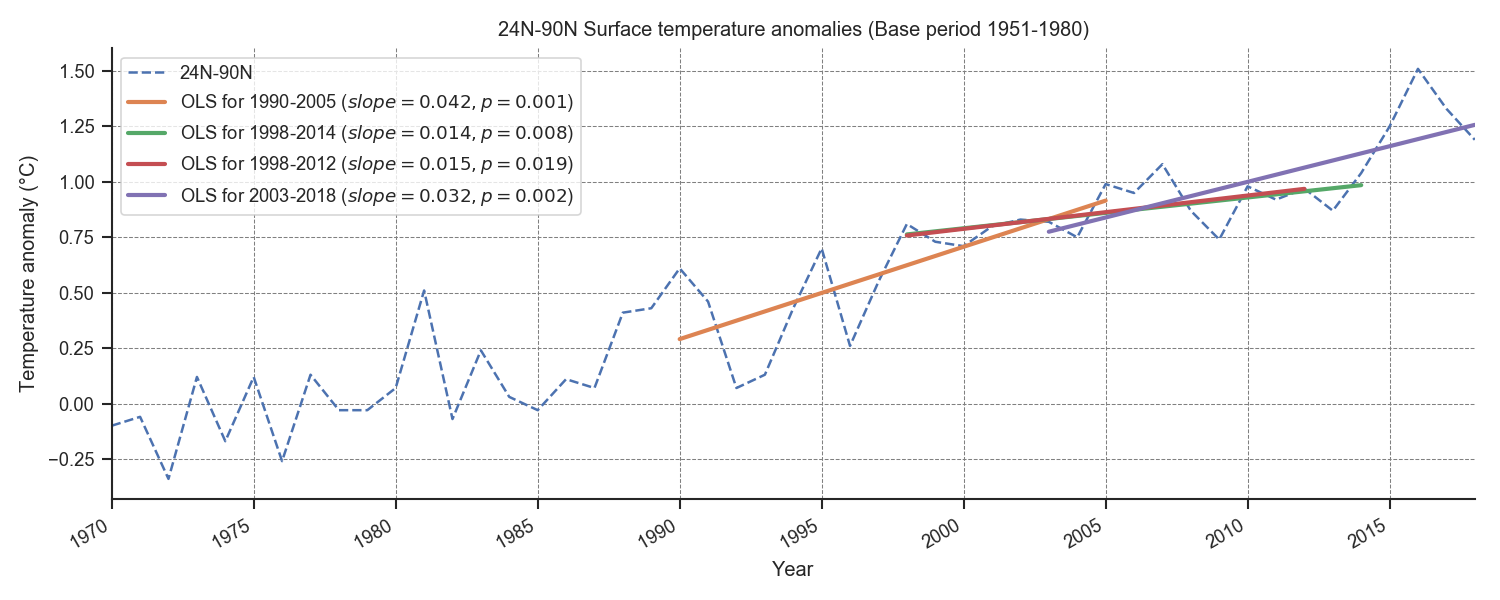 24N-90N Surface temperature anomalies (Base period 1951-1980)
24N-90N
OLS for 1990-2005 (slope = 0.042, p = 0.001)
OLS for 1998-2014 (slope = 0.014, p = 0.008)
OLS for 1998-2012 (slope = 0.015, p = 0.019)
OLS for 2003-2018 (slope = 0.032, p = 0.002)
Temperature anomaly (°C)
1.50
1.25
1.00
0.75
0.50
0.25
0.00
−0.25
1970 1975 1980 1985 1990 1995 2000 2005 2010 2015
Year